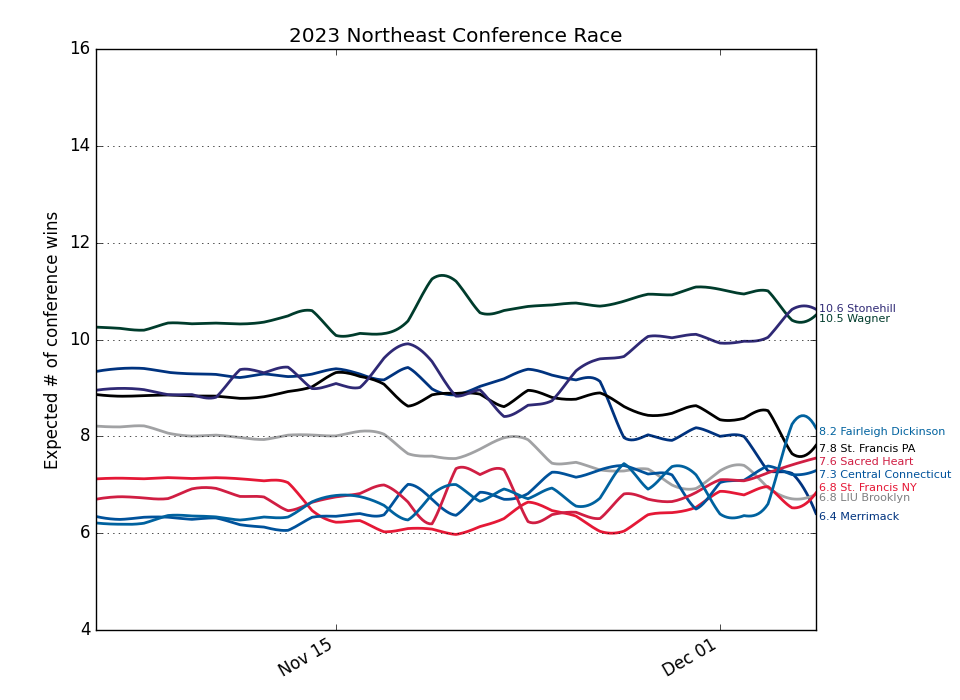 2023 Northeast Conference Race
Expected # of conference wins
16
14
12
10
8
6
4
Nov 15
Dec 01
10.6 Stonehill
10.5 Wagner
8.2 Fairleigh Dickinson
7.8 St. Francis PA
7.6 Sacred Heart
7.3 Central Connecticut
6.8 St. Francis NY
6.8 LIU Brooklyn
6.4 Merrimack